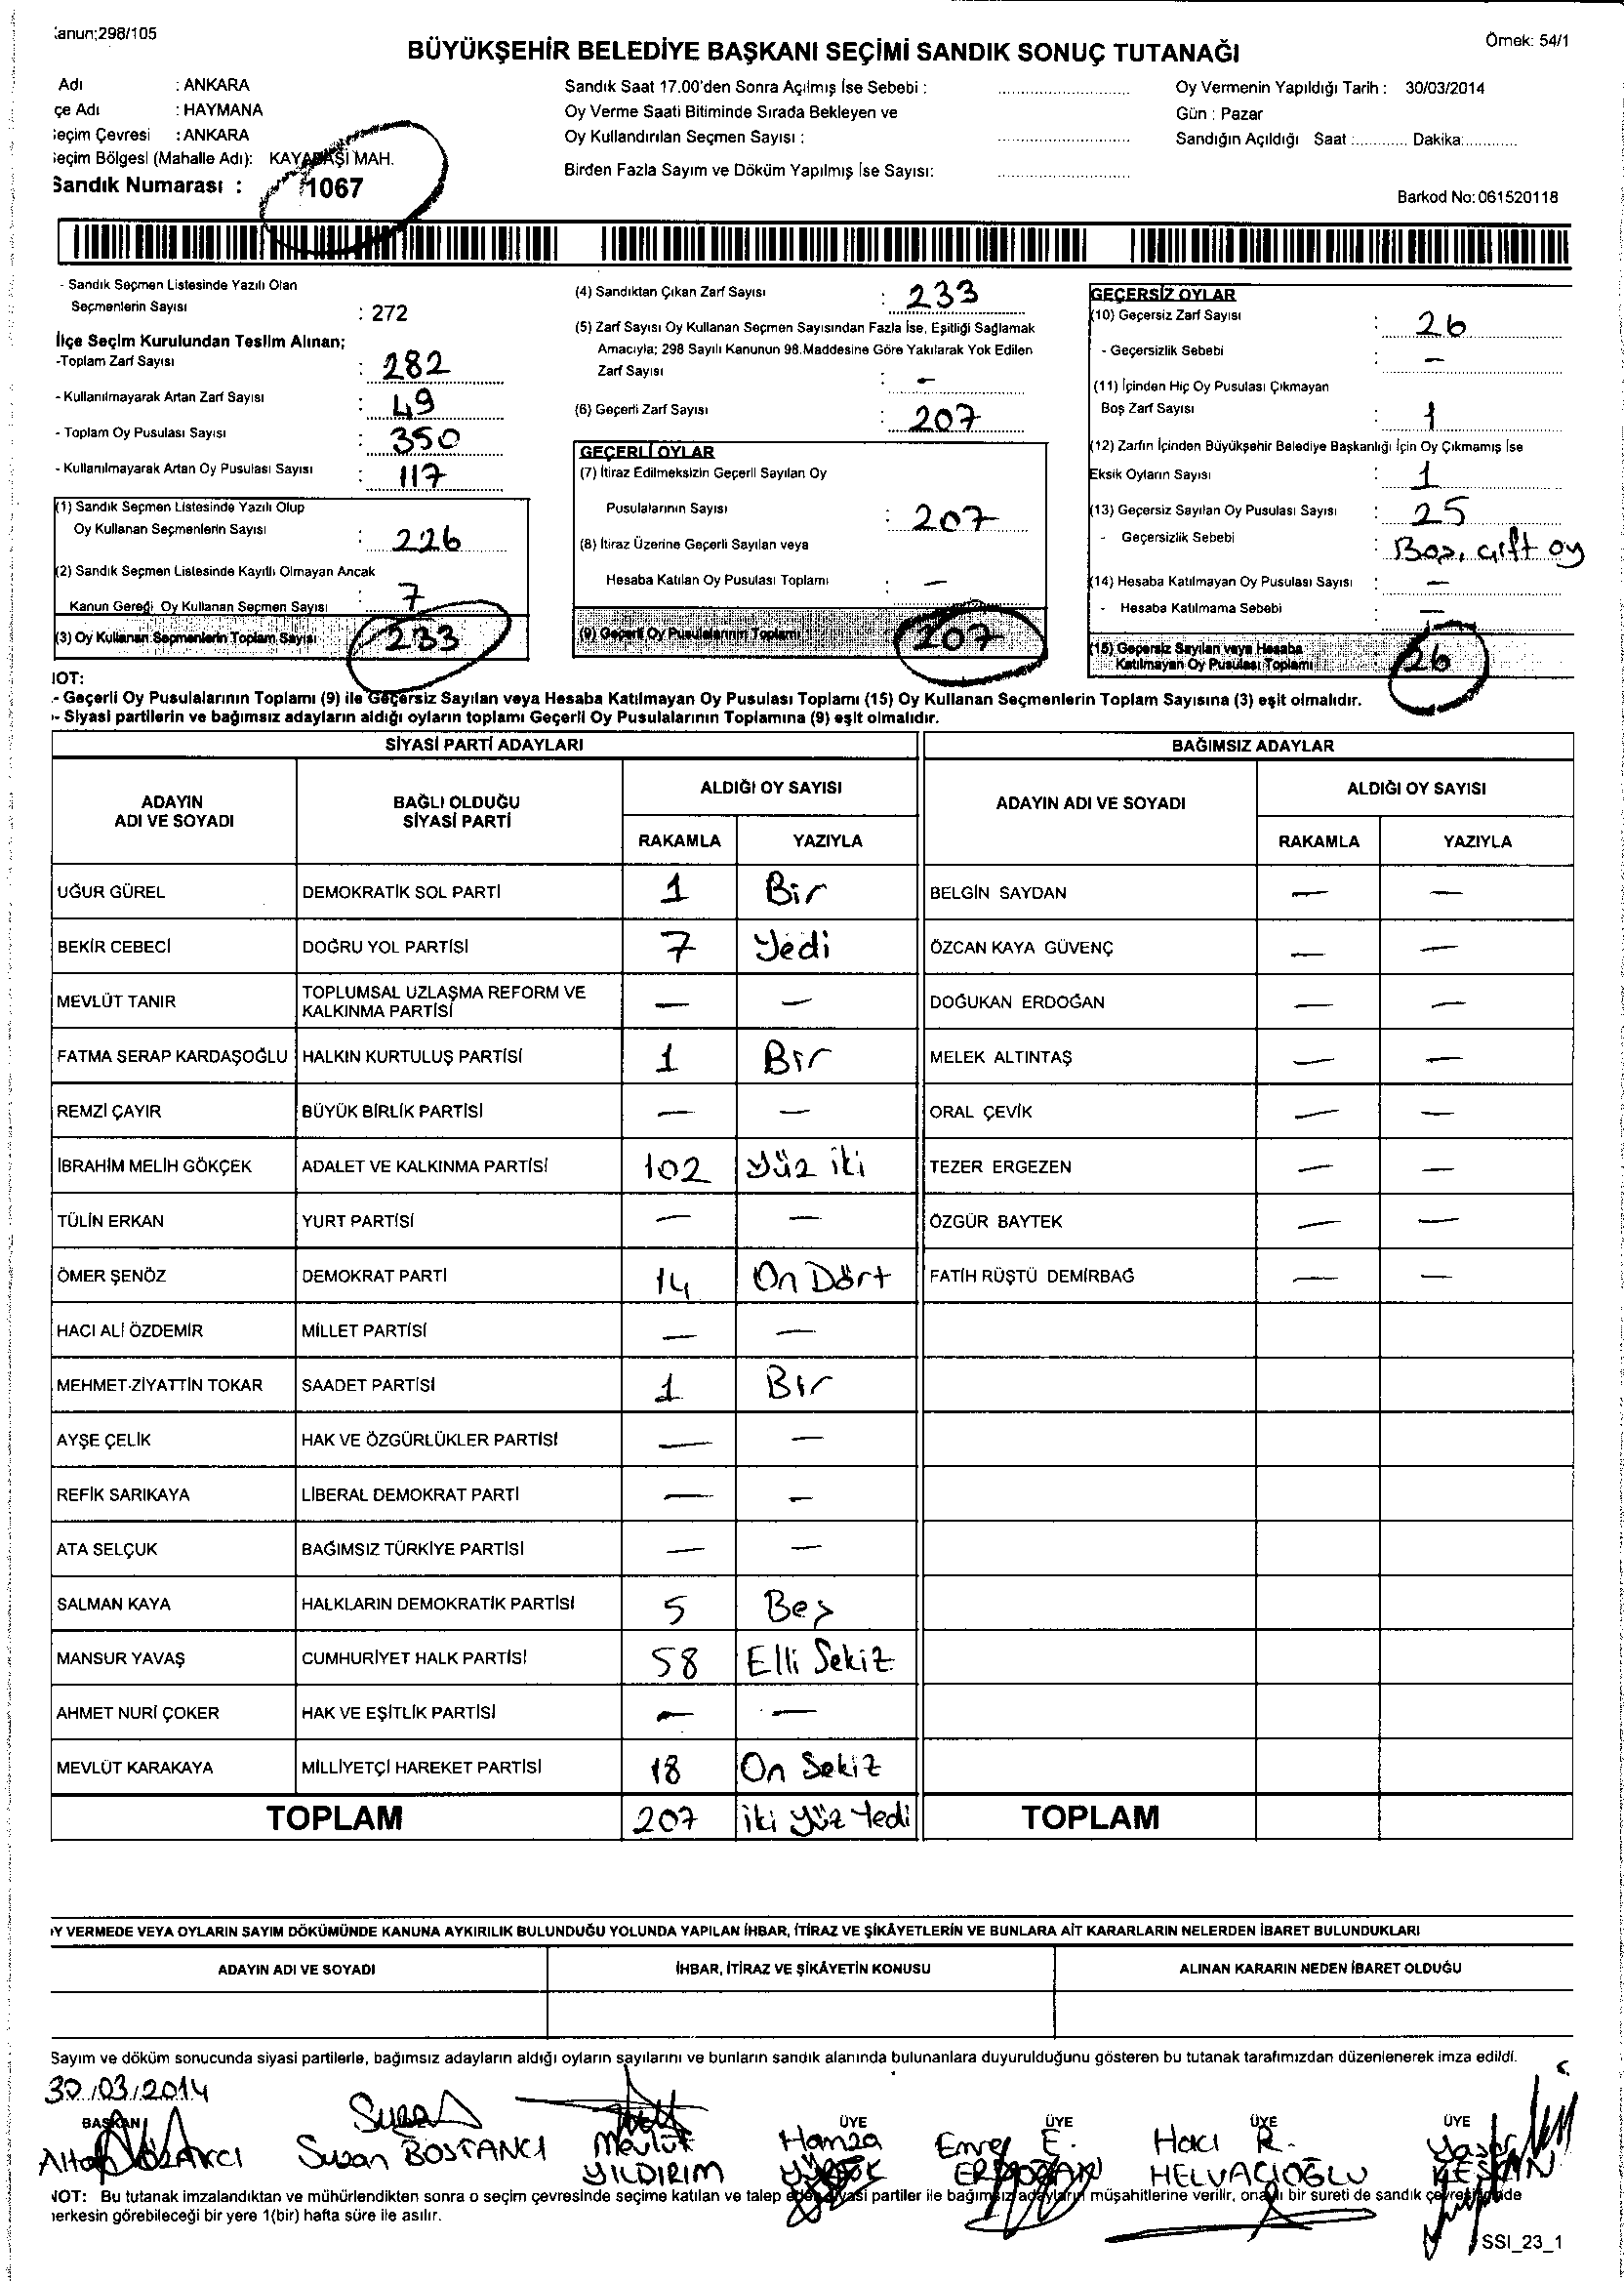 Kanun;298/105
Örnek: 54/1
BÜYÜKŞEHİR BELEDİYE BAŞKANI SEÇİMİ SANDIK SONUÇ TUTANAĞI
Adı : ANKARA
çe Adı : HAYMANA
eçim Çevresi : ANKARA
eçim Bölgesi (Mahalle Adı): KAYABAŞI MAH.
Sandık Numarası : 1067
Sandık Saat 17.00'den Sonra Açılmış İse Sebebi :
Oy Verme Saati Bitiminde Sırada Bekleyen ve
Oy Kullandırılan Seçmen Sayısı :
Birden Fazla Sayım ve Döküm Yapılmış İse Sayısı:
Oy Vermenin Yapıldığı Tarih : 30/03/2014
Gün : Pazar
Sandığın Açıldığı Saat :............ Dakika:............
Barkod No: 061520118
- Sandık Seçmen Listesinde Yazılı Olan
Seçmenlerin Sayısı : 272
İlçe Seçim Kurulundan Teslim Alınan;
-Toplam Zarf Sayısı : 282
- Kullanılmayarak Artan Zarf Sayısı : 49
- Toplam Oy Pusulası Sayısı : 350
- Kullanılmayarak Artan Oy Pusulası Sayısı : 117
(1) Sandık Seçmen Listesinde Yazılı Olup
Oy Kullanan Seçmenlerin Sayısı : 226
(2) Sandık Seçmen Listesinde Kayıtlı Olmayan Ancak
Kanun Gereği Oy Kullanan Seçmen Sayısı : 7
(3) Oy Kullanan Seçmenlerin Toplam Sayısı : 233
(4) Sandıktan Çıkan Zarf Sayısı : 233
(5) Zarf Sayısı Oy Kullanan Seçmen Sayısından Fazla İse, Eşitliği Sağlamak
Amacıyla; 298 Sayılı Kanunun 98.Maddesine Göre Yakılarak Yok Edilen
Zarf Sayısı : -
(6) Geçerli Zarf Sayısı : 207
GEÇERLİ OYLAR
(7) İtiraz Edilmeksizin Geçerli Sayılan Oy
Pusulalarının Sayısı : 207
(8) İtiraz Üzerine Geçerli Sayılan veya
Hesaba Katılan Oy Pusulası Toplamı : -
(9) Geçerli Oy Pusulalarının Toplamı 207
GEÇERSİZ OYLAR
(10) Geçersiz Zarf Sayısı : 26
- Geçersizlik Sebebi : -
(11) İçinden Hiç Oy Pusulası Çıkmayan
Boş Zarf Sayısı : 1
(12) Zarfın İçinden Büyükşehir Belediye Başkanlığı İçin Oy Çıkmamış İse
Eksik Oyların Sayısı : 1
(13) Geçersiz Sayılan Oy Pusulası Sayısı : 25
- Geçersizlik Sebebi : Boş, çift oy
(14) Hesaba Katılmayan Oy Pusulası Sayısı : -
- Hesaba Katılmama Sebebi : -
(15) Geçersiz Sayılan veya Hesaba
Katılmayan Oy Pusulası Toplamı : 26
NOT:
- Geçerli Oy Pusulalarının Toplamı (9) ile Geçersiz Sayılan veya Hesaba Katılmayan Oy Pusulası Toplamı (15) Oy Kullanan Seçmenlerin Toplam Sayısına (3) eşit olmalıdır.
- Siyasi partilerin ve bağımsız adayların aldığı oyların toplamı Geçerli Oy Pusulalarının Toplamına (9) eşit olmalıdır.
SİYASİ PARTİ ADAYLARI BAĞIMSIZ ADAYLAR
ADAYIN ADI VE SOYADI BAĞLI OLDUĞU SİYASİ PARTİ ALDIĞI OY SAYISI ADAYIN ADI VE SOYADI ALDIĞI OY SAYISI
RAKAMLA YAZIYLA RAKAMLA YAZIYLA
UĞUR GÜREL DEMOKRATİK SOL PARTİ 1 Bir BELGİN SAYDAN - -
BEKİR CEBECİ DOĞRU YOL PARTİSİ 7 Yedi ÖZCAN KAYA GÜVENÇ - -
MEVLÜT TANIR TOPLUMSAL UZLAŞMA REFORM VE KALKINMA PARTİSİ - - DOĞUKAN ERDOĞAN - -
FATMA SERAP KARDAŞOĞLU HALKIN KURTULUŞ PARTİSİ 1 Bir MELEK ALTINTAŞ - -
REMZİ ÇAYIR BÜYÜK BİRLİK PARTİSİ - - ORAL ÇEVİK - -
İBRAHİM MELİH GÖKÇEK ADALET VE KALKINMA PARTİSİ 102 Yüz iki TEZER ERGEZEN - -
TÜLİN ERKAN YURT PARTİSİ - - ÖZGÜR BAYTEK - -
ÖMER ŞENÖZ DEMOKRAT PARTİ 14 On Dört FATİH RÜŞTÜ DEMİRBAĞ - -
HACI ALİ ÖZDEMİR MİLLET PARTİSİ - -
MEHMET ZİYATTİN TOKAR SAADET PARTİSİ 1 Bir
AYŞE ÇELİK HAK VE ÖZGÜRLÜKLER PARTİSİ - -
REFİK SARIKAYA LİBERAL DEMOKRAT PARTİ - -
ATA SELÇUK BAĞIMSIZ TÜRKİYE PARTİSİ - -
SALMAN KAYA HALKLARIN DEMOKRATİK PARTİSİ 5 Beş
MANSUR YAVAŞ CUMHURİYET HALK PARTİSİ 58 Elli Sekiz
AHMET NURİ ÇOKER HAK VE EŞİTLİK PARTİSİ - -
MEVLÜT KARAKAYA MİLLİYETÇİ HAREKET PARTİSİ 18 On Sekiz
TOPLAM 207 iki yüz Yedi TOPLAM
OY VERMEDE VEYA OYLARIN SAYIM DÖKÜMÜNDE KANUNA AYKIRILIK BULUNDUĞU YOLUNDA YAPILAN İHBAR, İTİRAZ VE ŞİKÂYETLERİN VE BUNLARA AİT KARARLARIN NELERDEN İBARET BULUNDUKLARI
ADAYIN ADI VE SOYADI İHBAR, İTİRAZ VE ŞİKÂYETİN KONUSU ALINAN KARARIN NEDEN İBARET OLDUĞU
Sayım ve döküm sonucunda siyasi partilerle, bağımsız adayların aldığı oyların sayılarını ve bunların sandık alanında bulunanlara duyurulduğunu gösteren bu tutanak tarafımızdan düzenlenerek imza edildi.
30/03/2014
BAŞKAN ÜYE ÜYE ÜYE ÜYE
Suzan BOSTANCI Mevlüt YILDIRIM Hamza Emre E. ERDOĞAN Hacı R. HELVACIOĞLU Yaşar
NOT: Bu tutanak imzalandıktan ve mühürlendikten sonra o seçim çevresinde seçime katılan ve talep eden siyasi partiler ile bağımsız adayların müşahitlerine verilir, onaylı bir sureti de sandık çevresinde
herkesin görebileceği bir yere 1(bir) hafta süre ile asılır.
SSI_23_1